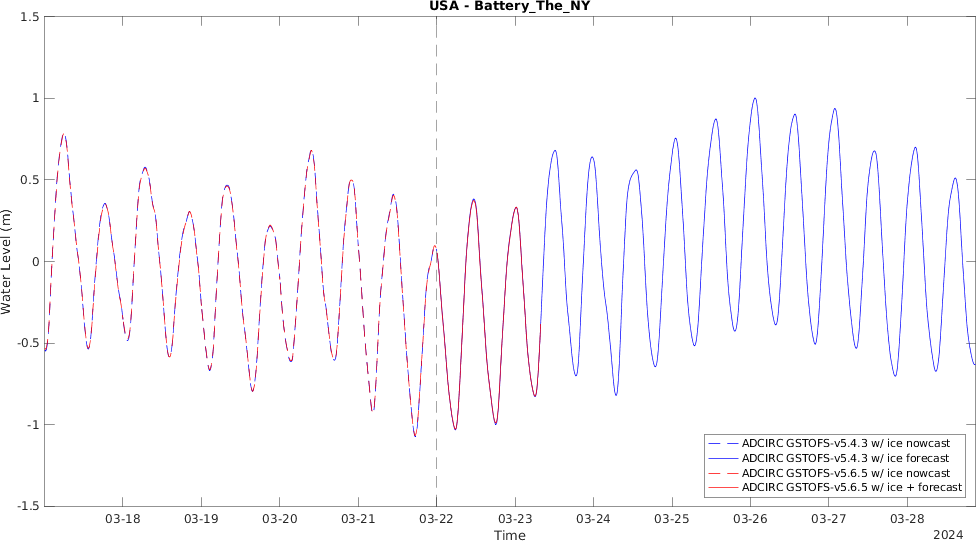 USA - Battery_The_NY
Water Level (m)
1.5
1
0.5
0
-0.5
-1
-1.5
03-18
03-19
03-20
03-21
03-22
03-23
03-24
03-25
03-26
03-27
03-28
Time
2024
ADCIRC GSTOFS-v5.4.3 w/ ice nowcast
ADCIRC GSTOFS-v5.4.3 w/ ice forecast
ADCIRC GSTOFS-v5.6.5 w/ ice nowcast
ADCIRC GSTOFS-v5.6.5 w/ ice + forecast